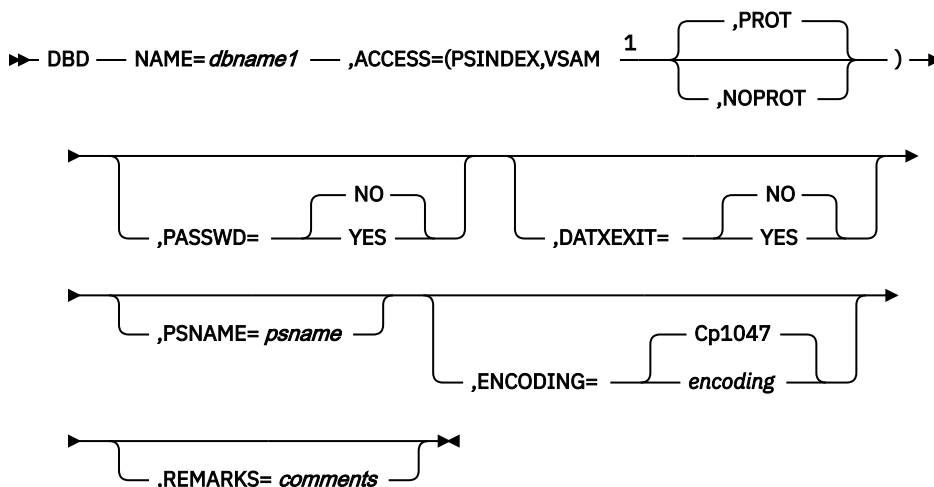 ,PROT
DBD NAME= dbname1 ,ACCESS=(PSINDEX,VSAM 1 )
,NOPROT
NO NO
,PASSWD= YES ,DATXEXIT= YES
,PSNAME= psname Cp1047
,ENCODING= encoding
,REMARKS= comments